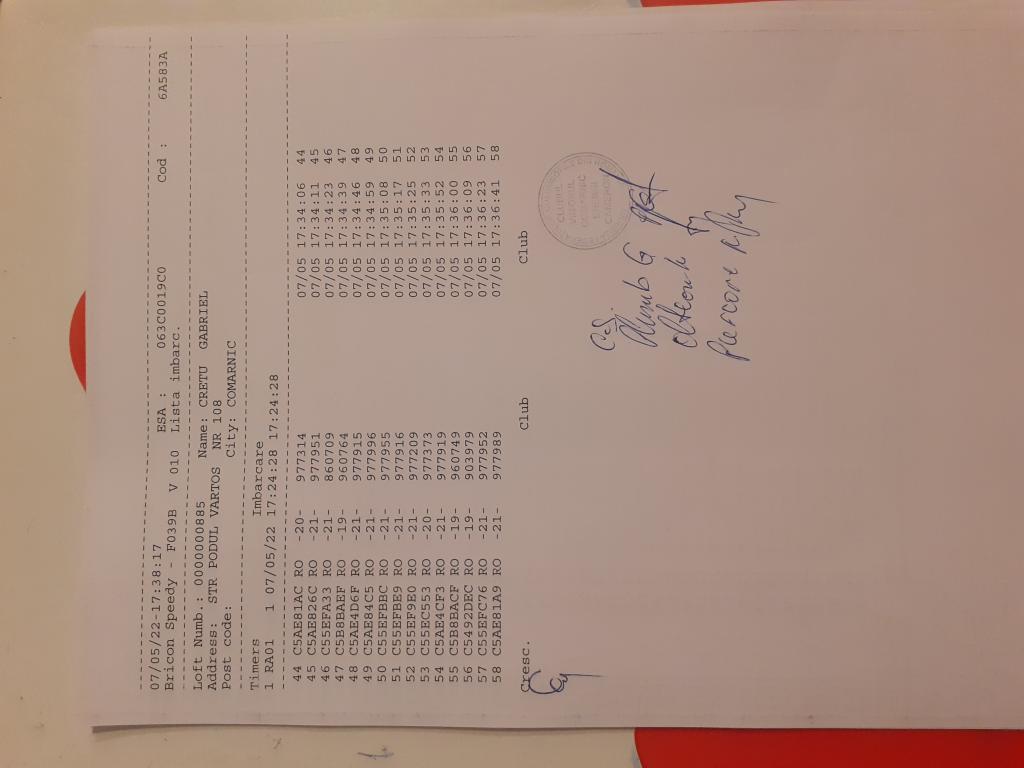 --------------------------------------------------------------------------------
07/05/22-17:38:17 ESA : 063C0019C0 Cod : 6A583A
Bricon Speedy - F039B V 010 Lista imbarc.
--------------------------------------------------------------------------------
Loft Numb.: 0000000885 Name: CRETU GABRIEL
Address: STR PODUL VARTOS NR 108
Post code: City: COMARNIC
--------------------------------------------------------------------------------
Timers Imbarcare
1 RA01 1 07/05/22 17:24:28 17:24:28
--------------------------------------------------------------------------------
44 C5AE81AC RO -20- 977314 07/05 17:34:06 44
45 C5AE826C RO -21- 977951 07/05 17:34:11 45
46 C55EFA33 RO -21- 860709 07/05 17:34:23 46
47 C5B8BAEF RO -19- 960764 07/05 17:34:39 47
48 C5AE4D6F RO -21- 977915 07/05 17:34:46 48
49 C5AE84C5 RO -21- 977996 07/05 17:34:59 49
50 C55EFBBC RO -21- 977955 07/05 17:35:08 50
51 C55EFBE9 RO -21- 977916 07/05 17:35:17 51
52 C55EF9E0 RO -21- 977209 07/05 17:35:25 52
53 C55EC553 RO -20- 977373 07/05 17:35:33 53
54 C5AE4CF3 RO -21- 977919 07/05 17:35:52 54
55 C5B8BACF RO -19- 960749 07/05 17:36:00 55
56 C5492DEC RO -19- 903979 07/05 17:36:09 56
57 C55EFC76 RO -21- 977952 07/05 17:36:23 57
58 C5AE81A9 RO -21- 977989 07/05 17:36:41 58
Cresc. Club Club
CLUBUL